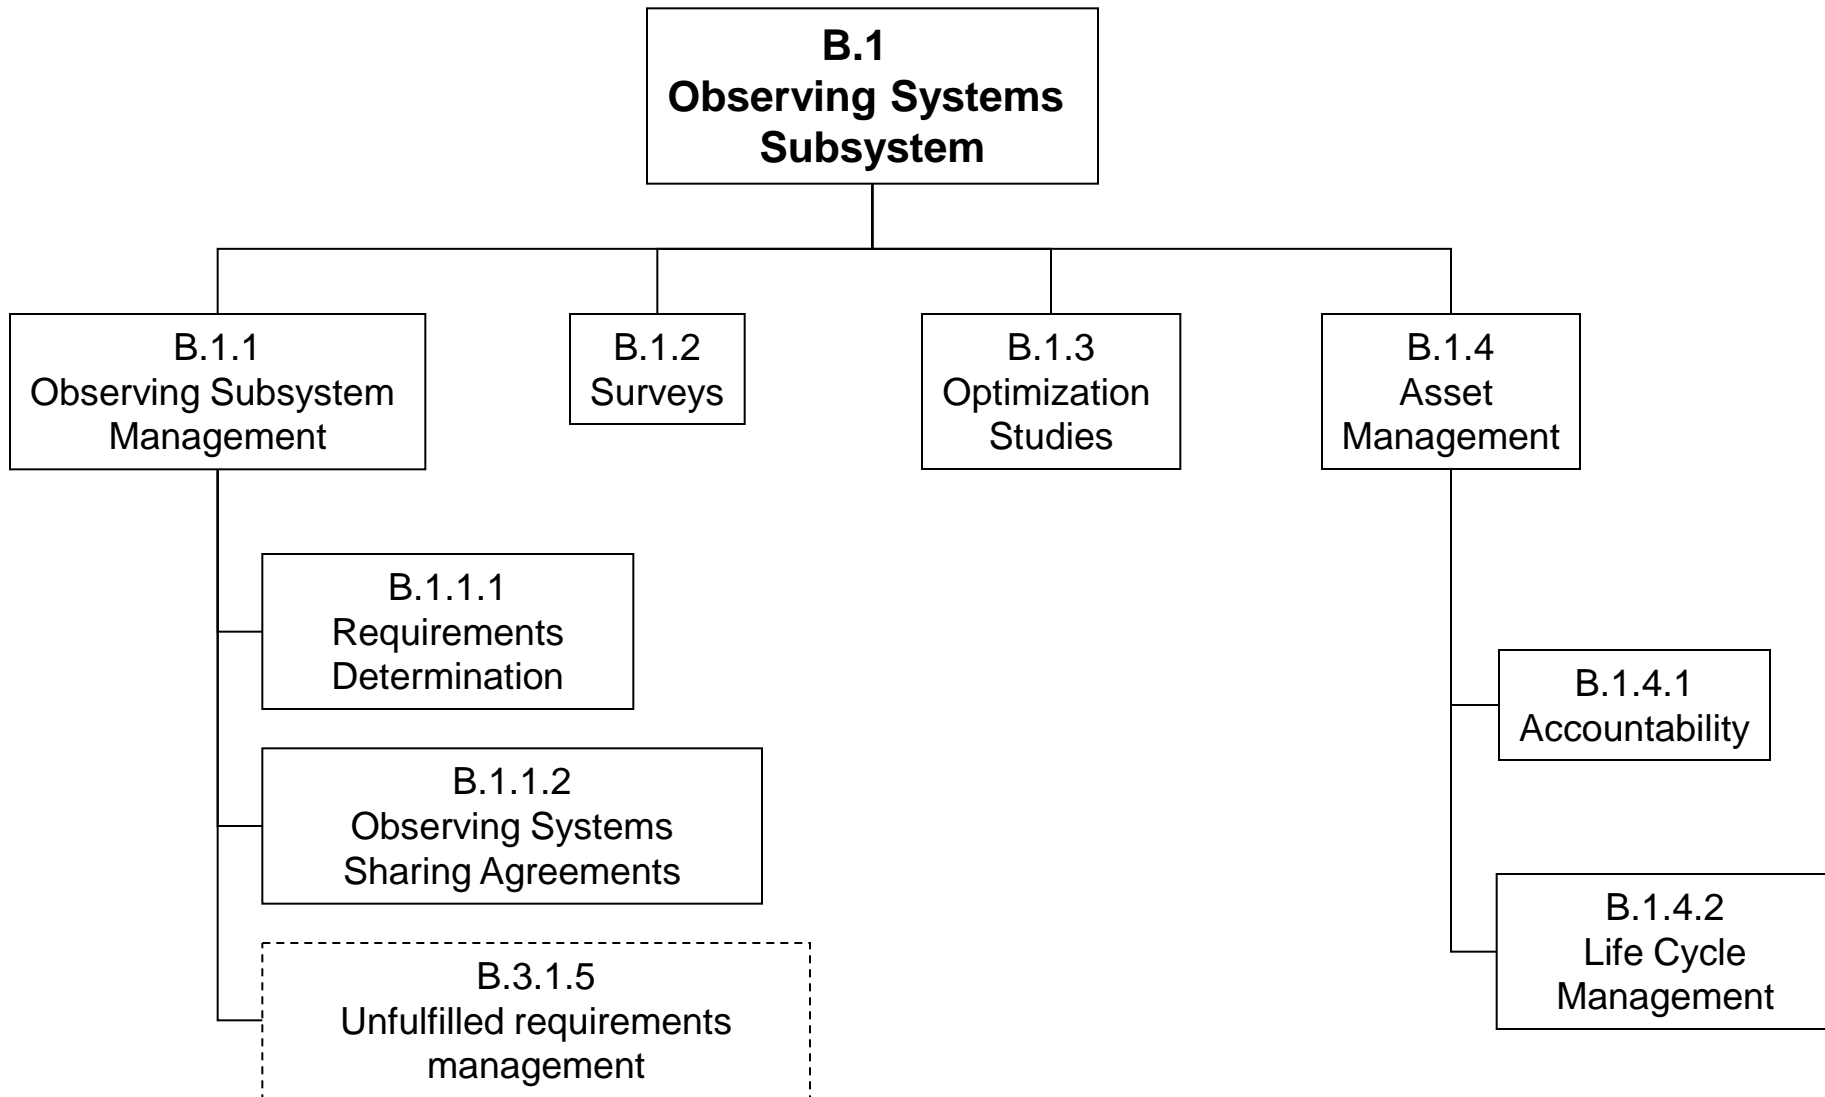 B.1
Observing Systems
Subsystem
B.1.1
Observing Subsystem
Management
B.1.2
Surveys
B.1.3
Optimization
Studies
B.1.4
Asset
Management
B.1.1.1
Requirements
Determination
B.1.1.2
Observing Systems
Sharing Agreements
B.3.1.5
Unfulfilled requirements
management
B.1.4.1
Accountability
B.1.4.2
Life Cycle
Management